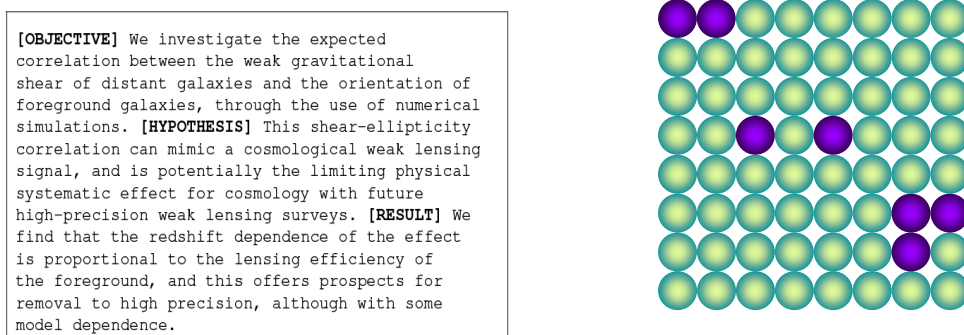 [OBJECTIVE] We investigate the expected
correlation between the weak gravitational
shear of distant galaxies and the orientation of
foreground galaxies, through the use of numerical
simulations. [HYPOTHESIS] This shear-ellipticity
correlation can mimic a cosmological weak lensing
signal, and is potentially the limiting physical
systematic effect for cosmology with future
high-precision weak lensing surveys. [RESULT] We
find that the redshift dependence of the effect
is proportional to the lensing efficiency of
the foreground, and this offers prospects for
removal to high precision, although with some
model dependence.